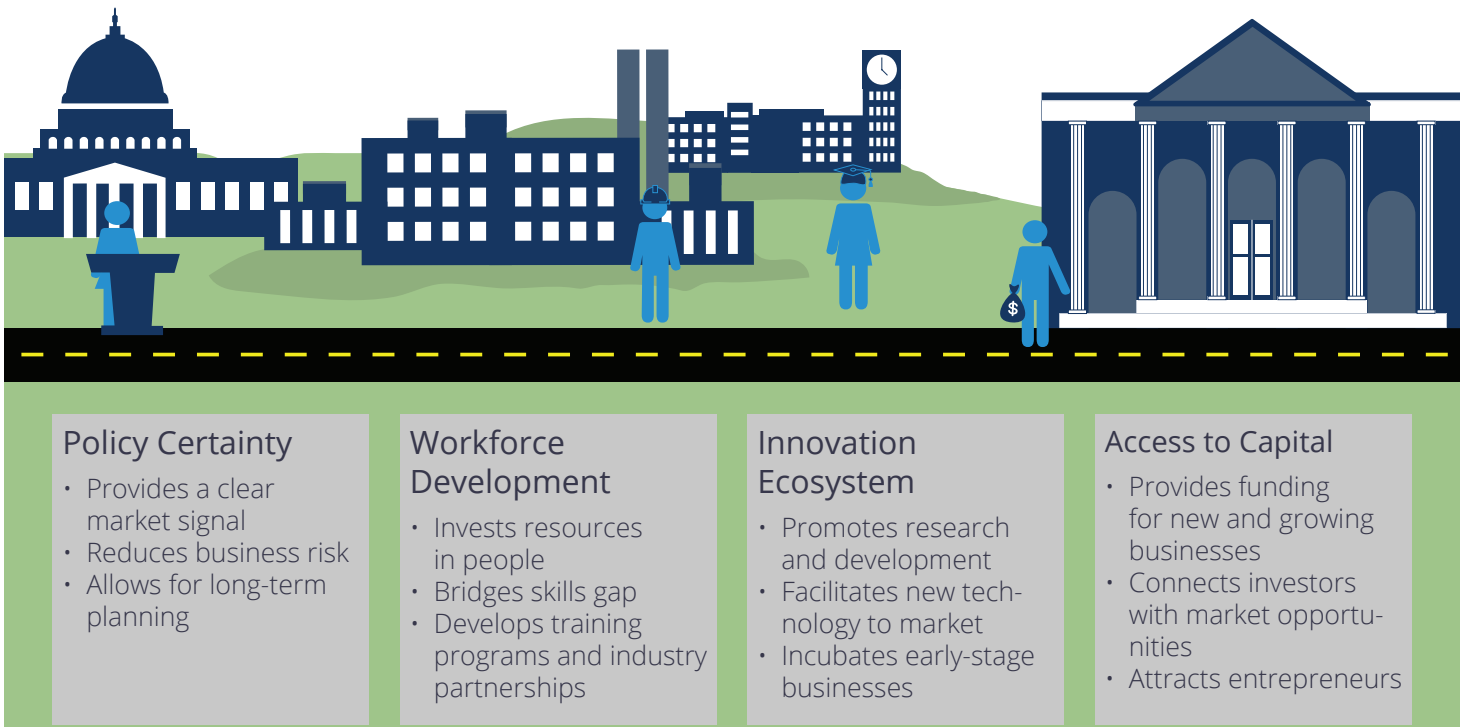 $
Policy Certainty
• Provides a clear
market signal
• Reduces business risk
• Allows for long-term
planning
Workforce
Development
• Invests resources
in people
• Bridges skills gap
• Develops training
programs and industry
partnerships
Innovation
Ecosystem
• Promotes research
and development
• Facilitates new tech-
nology to market
• Incubates early-stage
businesses
Access to Capital
• Provides funding
for new and growing
businesses
• Connects investors
with market opportu-
nities
• Attracts entrepreneurs